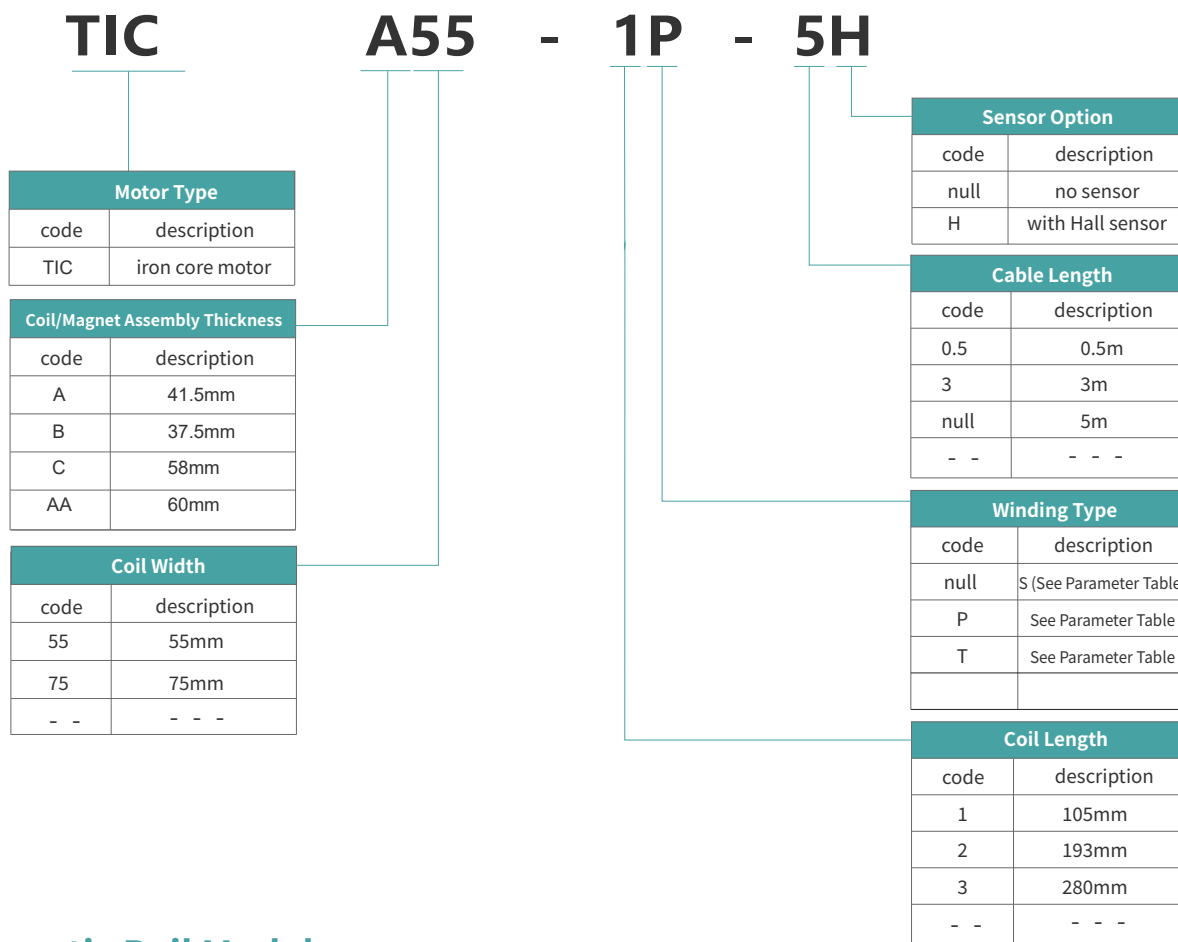 TIC A55 - 1P - 5H
Motor Type
code description
TIC iron core motor
Coil/Magnet Assembly Thickness
code description
A 41.5mm
B 37.5mm
C 58mm
AA 60mm
Coil Width
code description
55 55mm
75 75mm
- - - - -
Sensor Option
code description
null no sensor
H with Hall sensor
Cable Length
code description
0.5 0.5m
3 3m
null 5m
- - - - -
Winding Type
code description
null S (See Parameter Table
P See Parameter Table
T See Parameter Table
Coil Length
code description
1 105mm
2 193mm
3 280mm
- - - - -